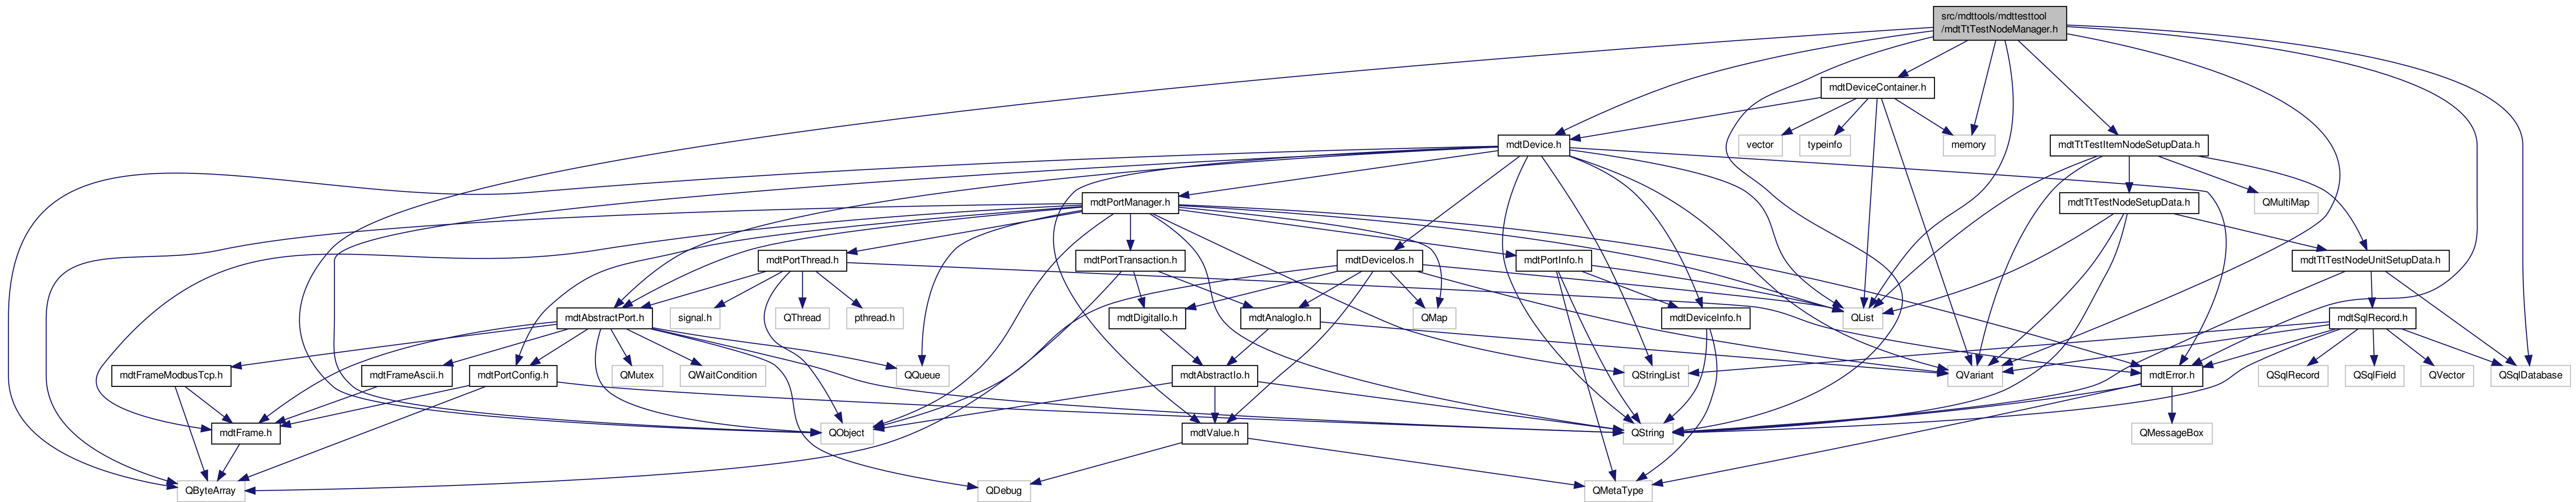 src/mdttools/mdttesttool
/mdtTtTestNodeManager.h
mdtDeviceContainer.h
mdtDevice.h
vector
typeinfo
memory
mdtTtTestItemNodeSetupData.h
mdtPortManager.h
mdtTtTestNodeSetupData.h
QMultiMap
mdtPortThread.h
mdtPortTransaction.h
mdtDeviceIos.h
mdtPortInfo.h
mdtTtTestNodeUnitSetupData.h
mdtAbstractPort.h
signal.h
QThread
pthread.h
mdtDigitalIo.h
mdtAnalogIo.h
QMap
mdtDeviceInfo.h
QList
mdtSqlRecord.h
mdtFrameModbusTcp.h
mdtFrameAscii.h
mdtPortConfig.h
QMutex
QWaitCondition
QQueue
mdtAbstractIo.h
QStringList
QVariant
mdtError.h
QSqlRecord
QSqlField
QVector
QSqlDatabase
mdtFrame.h
QObject
mdtValue.h
QString
QMessageBox
QByteArray
QDebug
QMetaType